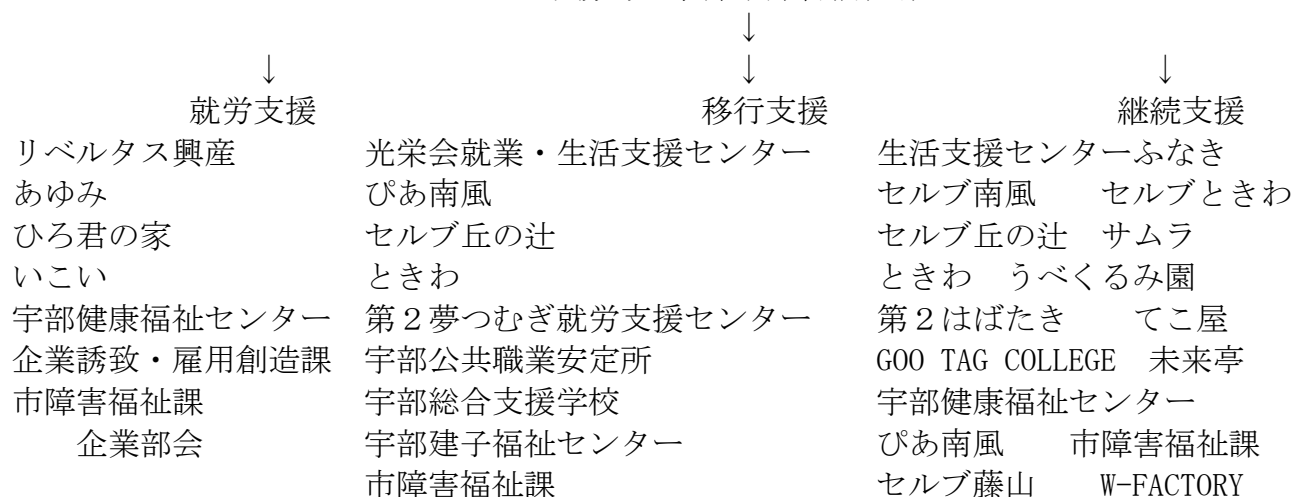 ↓
↓ ↓ ↓
就労支援 移行支援 継続支援
リベルタス興産 光栄会就業・生活支援センター 生活支援センターふなき
あゆみ ぴあ南風 セルプ南風 セルプときわ
ひろ君の家 セルプ丘の辻 セルプ丘の辻 サムラ
いこい ときわ ときわ うべくるみ園
宇部健康福祉センター 第2夢つむぎ就労支援センター 第2はばたき てこ屋
企業誘致・雇用創造課 宇部公共職業安定所 GOO TAG COLLEGE 未来亭
市障害福祉課 宇部総合支援学校 宇部健康福祉センター
企業部会 宇部建子福祉センター ぴあ南風 市障害福祉課
市障害福祉課 セルプ藤山 W-FACTORY